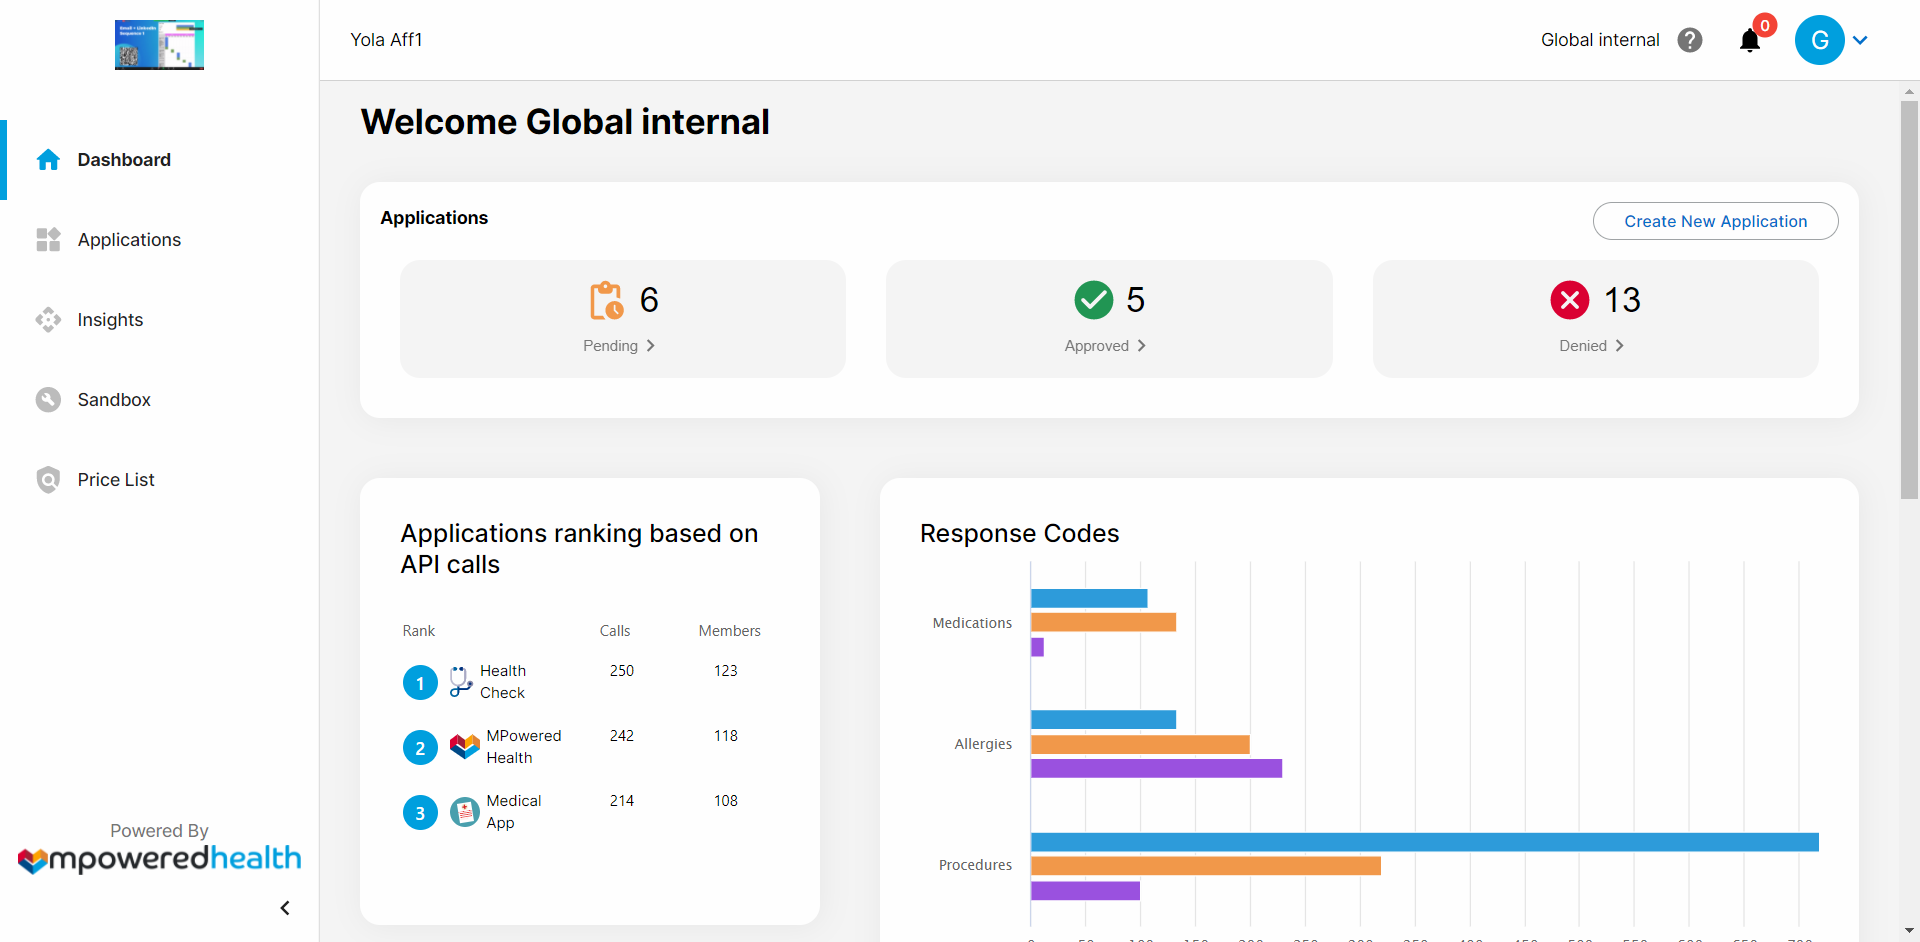 Yola Aff1
Global internal
0
G
Dashboard
Applications
Insights
Sandbox
Price List
Powered By
mpoweredhealth
Welcome Global internal
Applications
Create New Application
6
Pending
5
Approved
13
Denied
Applications ranking based on
API calls
Rank Calls Members
1 Health Check 250 123
2 MPowered Health 242 118
3 Medical App 214 108
Response Codes
Medications
Allergies
Procedures